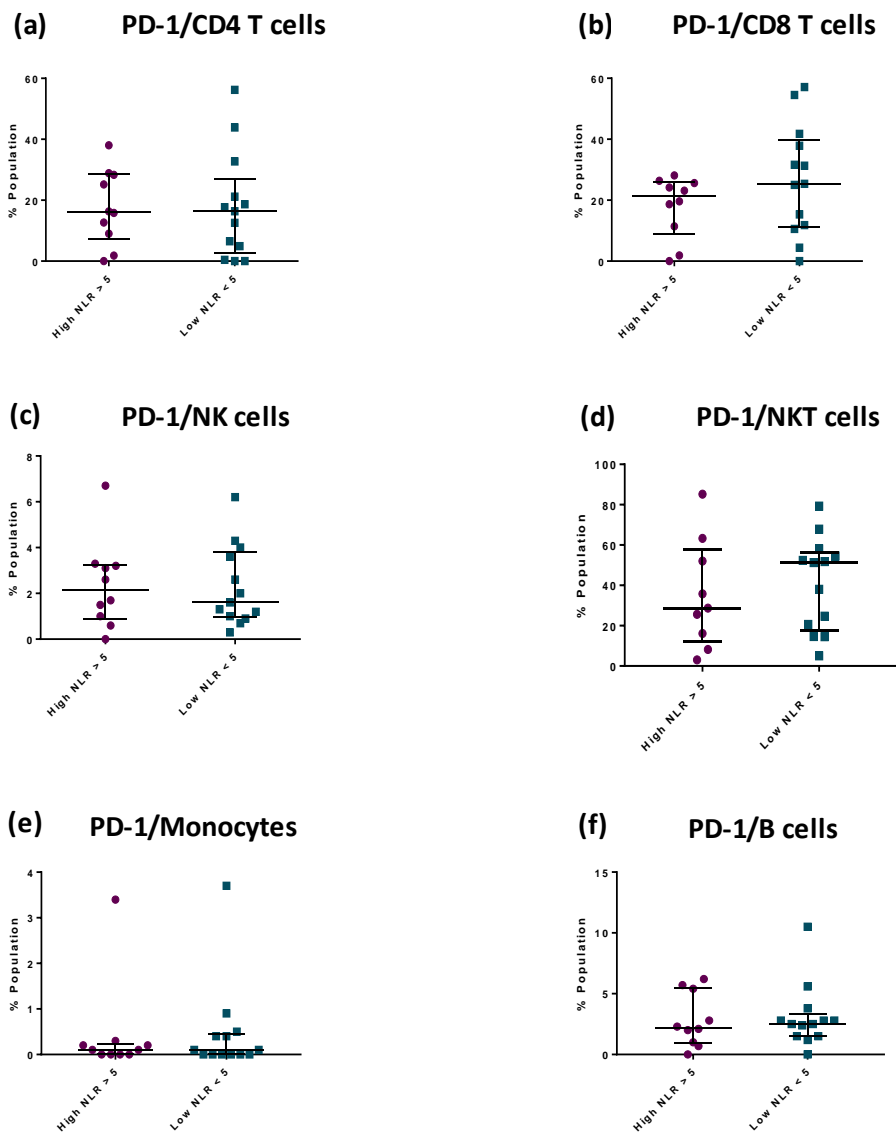 (a) PD-1/CD4 T cells
% Population
60
40
20
0
High NLR > 5
Low NLR < 5
(b) PD-1/CD8 T cells
% Population
60
40
20
0
High NLR > 5
Low NLR < 5
(c) PD-1/NK cells
% Population
8
6
4
2
0
High NLR > 5
Low NLR < 5
(d) PD-1/NKT cells
% Population
100
80
60
40
20
0
High NLR > 5
Low NLR < 5
(e) PD-1/Monocytes
% Population
4
3
2
1
0
High NLR > 5
Low NLR < 5
(f) PD-1/B cells
% Population
15
10
5
0
High NLR > 5
Low NLR < 5